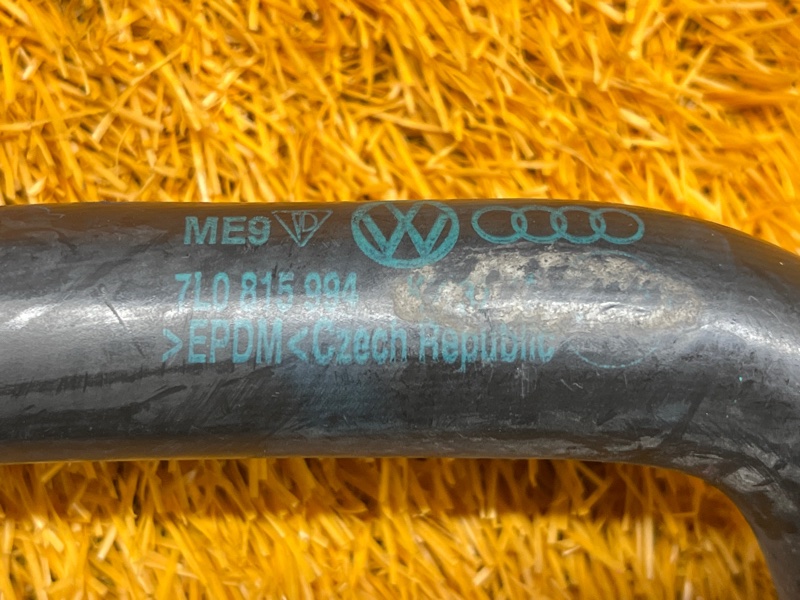 ME9
7L0 815 994
>EPDM< Czech Republic